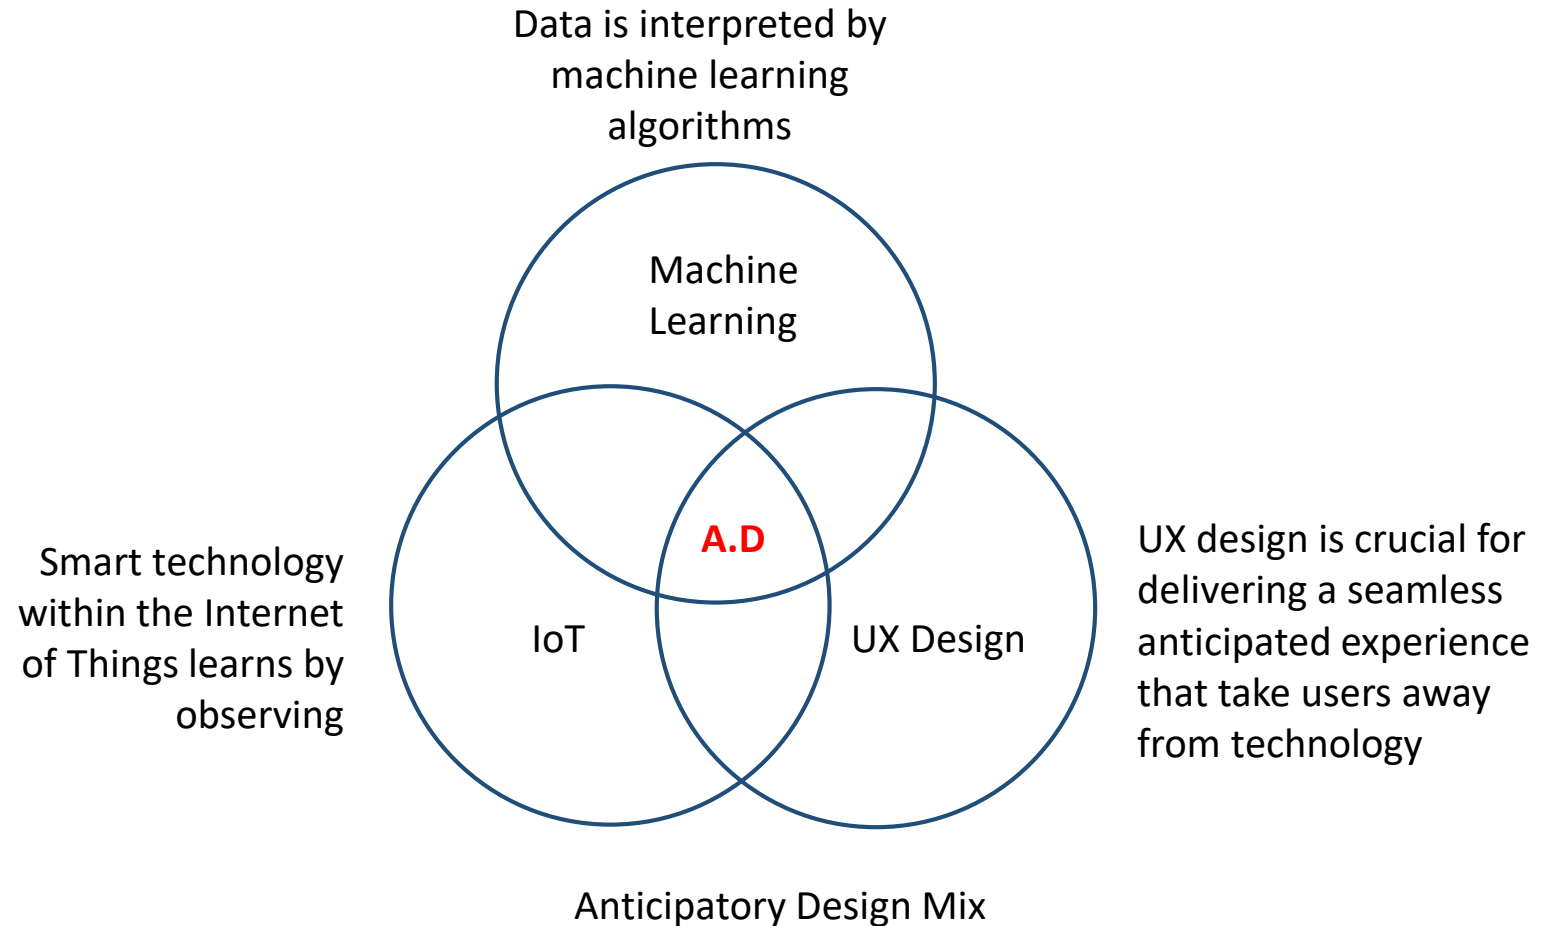 Data is interpreted by
machine learning
algorithms
Machine
Learning
A.D
Smart technology
within the Internet
of Things learns by
observing
IoT
UX Design
UX design is crucial for
delivering a seamless
anticipated experience
that take users away
from technology
Anticipatory Design Mix